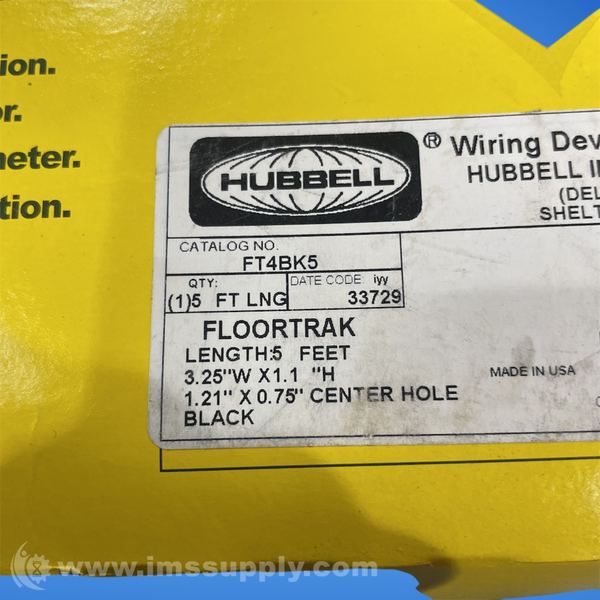 ion.
or.
neter.
tion.
HUBBELL
® Wiring Dev
HUBBELL I
(DEL
SHELT
CATALOG NO.
FT4BK5
QTY: DATE CODE iyy
(1)5 FT LNG 33729
FLOORTRAK
LENGTH:5 FEET
3.25"W X1.1 "H
1.21" X 0.75" CENTER HOLE
BLACK
MADE IN USA
www.imssupply.com